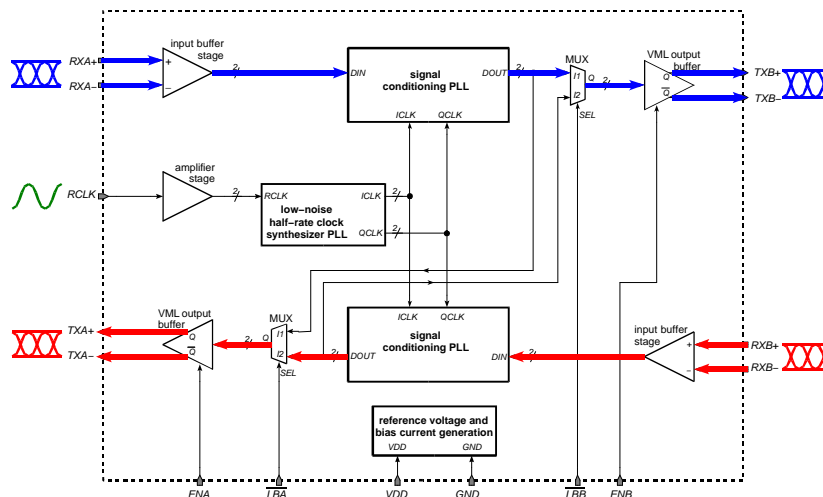 RXA+
RXA−
input buffer
stage
+
−
2
DIN
signal
conditioning PLL
DOUT
ICLK
QCLK
2
MUX
I1
I2
Q
SEL
2
VML output
buffer
Q
Q
TXB+
TXB−
RCLK
amplifier
stage
2
RCLK
ICLK
low−noise
half−rate clock
synthesizer PLL
QCLK
2
2
TXA+
TXA−
VML output
buffer
Q
Q
2
MUX
Q
I1
I2
SEL
ICLK
QCLK
signal
conditioning PLL
DOUT
DIN
2
2
input buffer
stage
+
−
RXB+
RXB−
reference voltage and
bias current generation
VDD
GND
ENA
LBA
VDD
GND
LBB
ENB